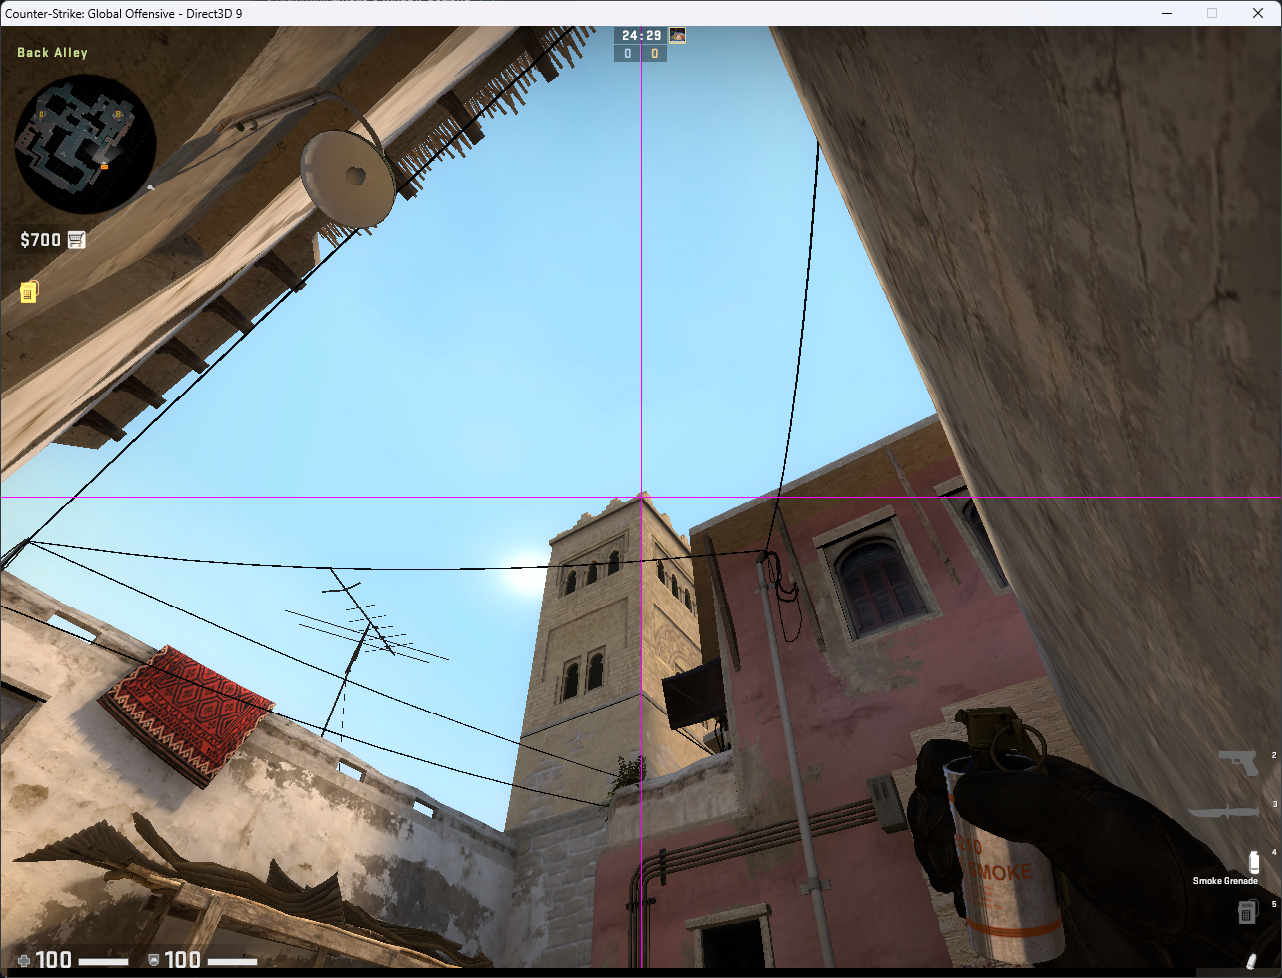 Counter-Strike: Global Offensive - Direct3D 9
24:29
0 0
Back Alley
A B
$700
2
3
4
Smoke Grenade
5
SMOKE
100 100